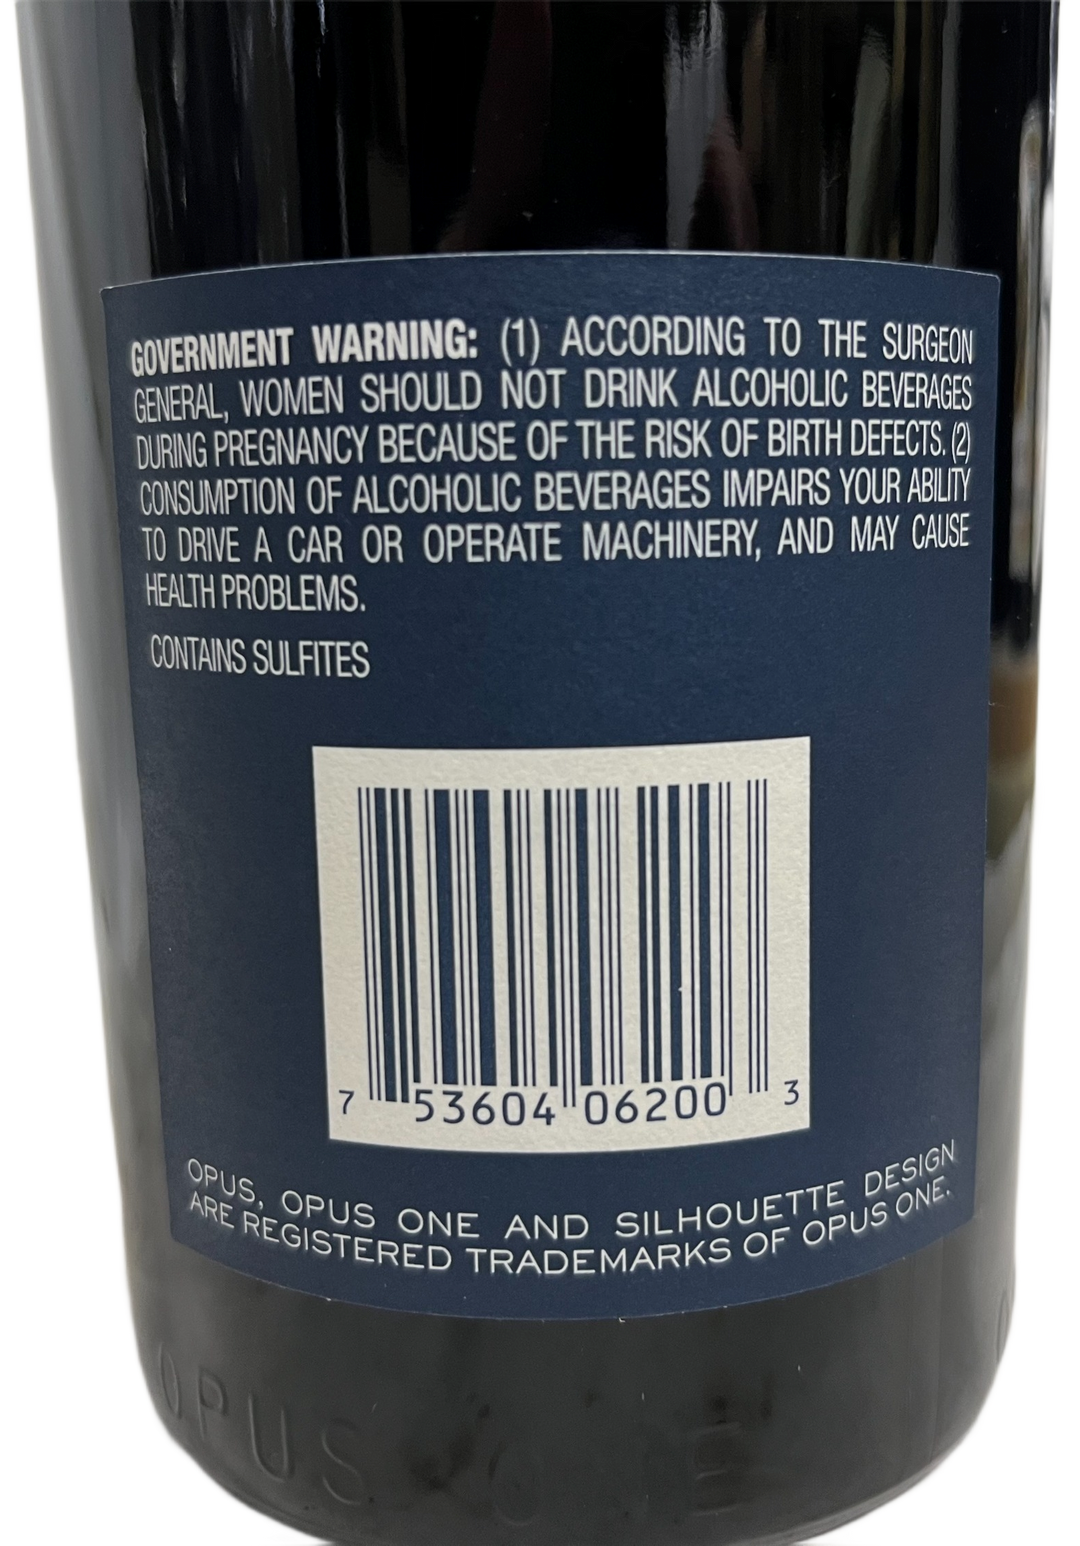 GOVERNMENT WARNING: (1) ACCORDING TO THE SURGEON
GENERAL, WOMEN SHOULD NOT DRINK ALCOHOLIC BEVERAGES
DURING PREGNANCY BECAUSE OF THE RISK OF BIRTH DEFECTS. (2)
CONSUMPTION OF ALCOHOLIC BEVERAGES IMPAIRS YOUR ABILITY
TO DRIVE A CAR OR OPERATE MACHINERY, AND MAY CAUSE
HEALTH PROBLEMS.
CONTAINS SULFITES
7 53604 06200 3
OPUS, OPUS ONE AND SILHOUETTE DESIGN
ARE REGISTERED TRADEMARKS OF OPUS ONE.
OPUS